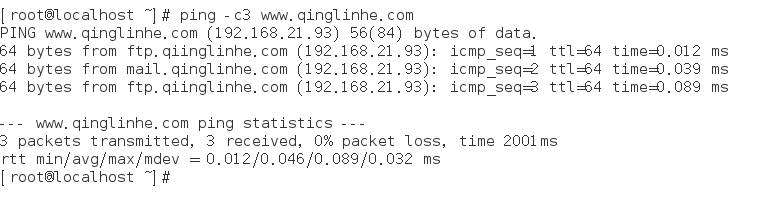 [root@localhost ~]# ping -c3 www.qinglinhe.com
PING www.qinglinhe.com (192.168.21.93) 56(84) bytes of data.
64 bytes from ftp.qiinglinhe.com (192.168.21.93): icmp_seq=1 ttl=64 time=0.012 ms
64 bytes from mail.qinglinhe.com (192.168.21.93): icmp_seq=2 ttl=64 time=0.039 ms
64 bytes from ftp.qiinglinhe.com (192.168.21.93): icmp_seq=3 ttl=64 time=0.089 ms
--- www.qinglinhe.com ping statistics ---
3 packets transmitted, 3 received, 0% packet loss, time 2001ms
rtt min/avg/max/mdev = 0.012/0.046/0.089/0.032 ms
[root@localhost ~]#